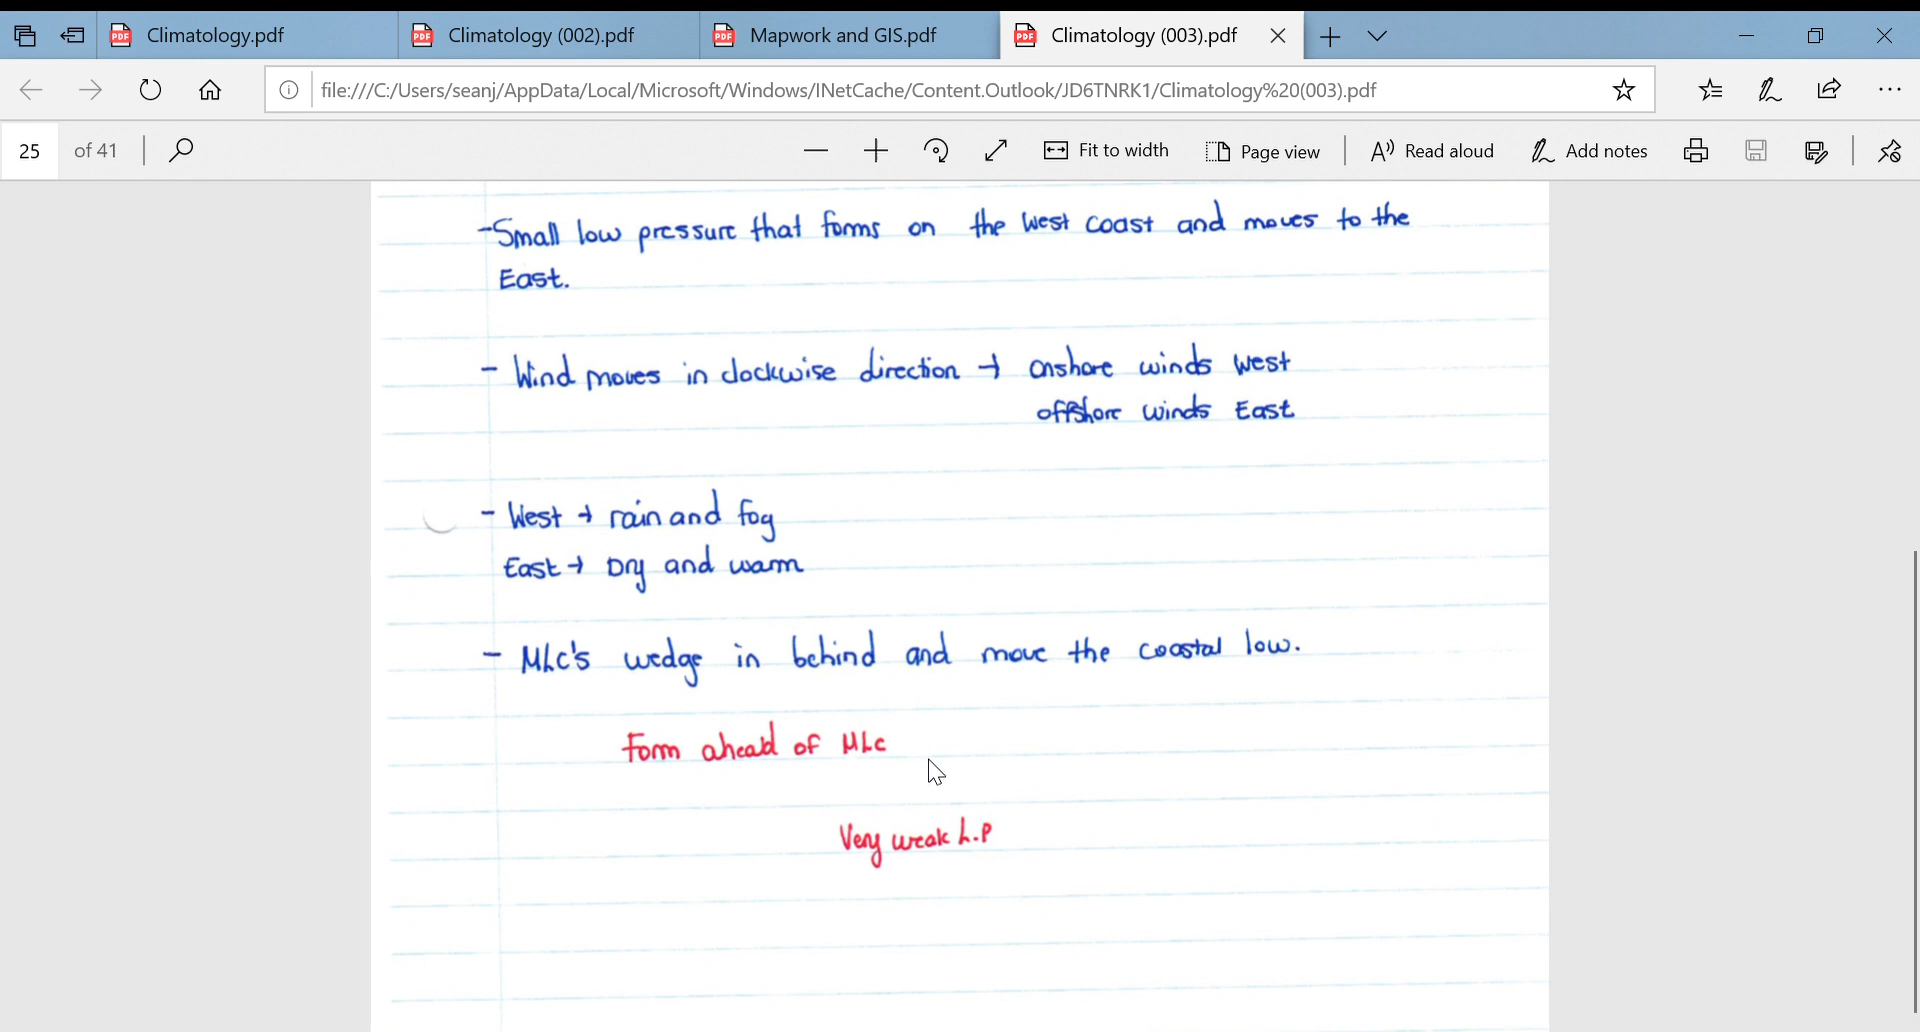 Climatology.pdf
Climatology (002).pdf
Mapwork and GIS.pdf
Climatology (003).pdf
file:///C:/Users/seanj/AppData/Local/Microsoft/Windows/INetCache/Content.Outlook/JD6TNRK1/Climatology%20(003).pdf
25 of 41
Fit to width
Page view
Read aloud
Add notes
-Small low pressure that forms on the west coast and moves to the
East.
- Wind moves in clockwise direction → onshore winds west
offshore winds East
- West → rain and fog
East → Dry and warm
- MLC's wedge in behind and move the coastal low.
Form ahead of MLC
Very weak L.P